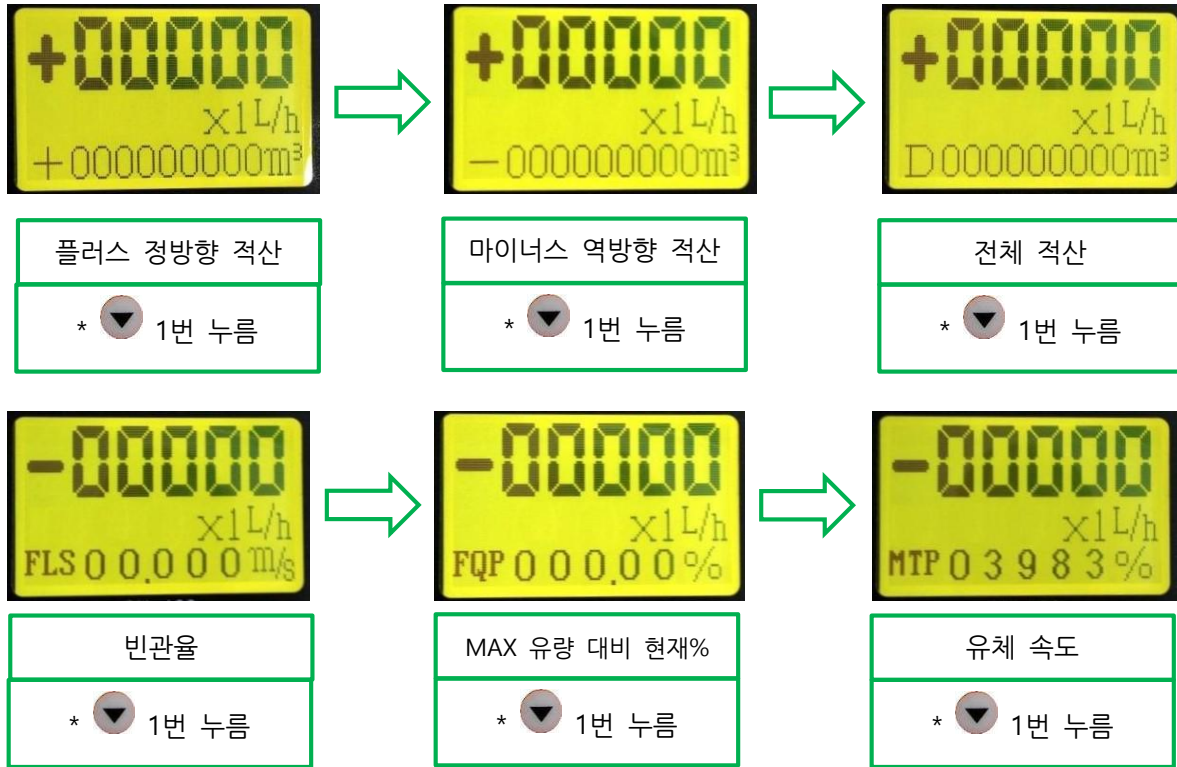 +00000
x1L/h
+000000000m³
+00000
x1L/h
−000000000m³
+00000
x1L/h
D000000000m³
플러스 정방향 적산
* 1번 누름
마이너스 역방향 적산
* 1번 누름
전체 적산
* 1번 누름
−00000
x1L/h
FLS00.000m/s
−00000
x1L/h
FQP000.00%
−00000
x1L/h
MTP03983%
빈관율
* 1번 누름
MAX 유량 대비 현재%
* 1번 누름
유체 속도
* 1번 누름